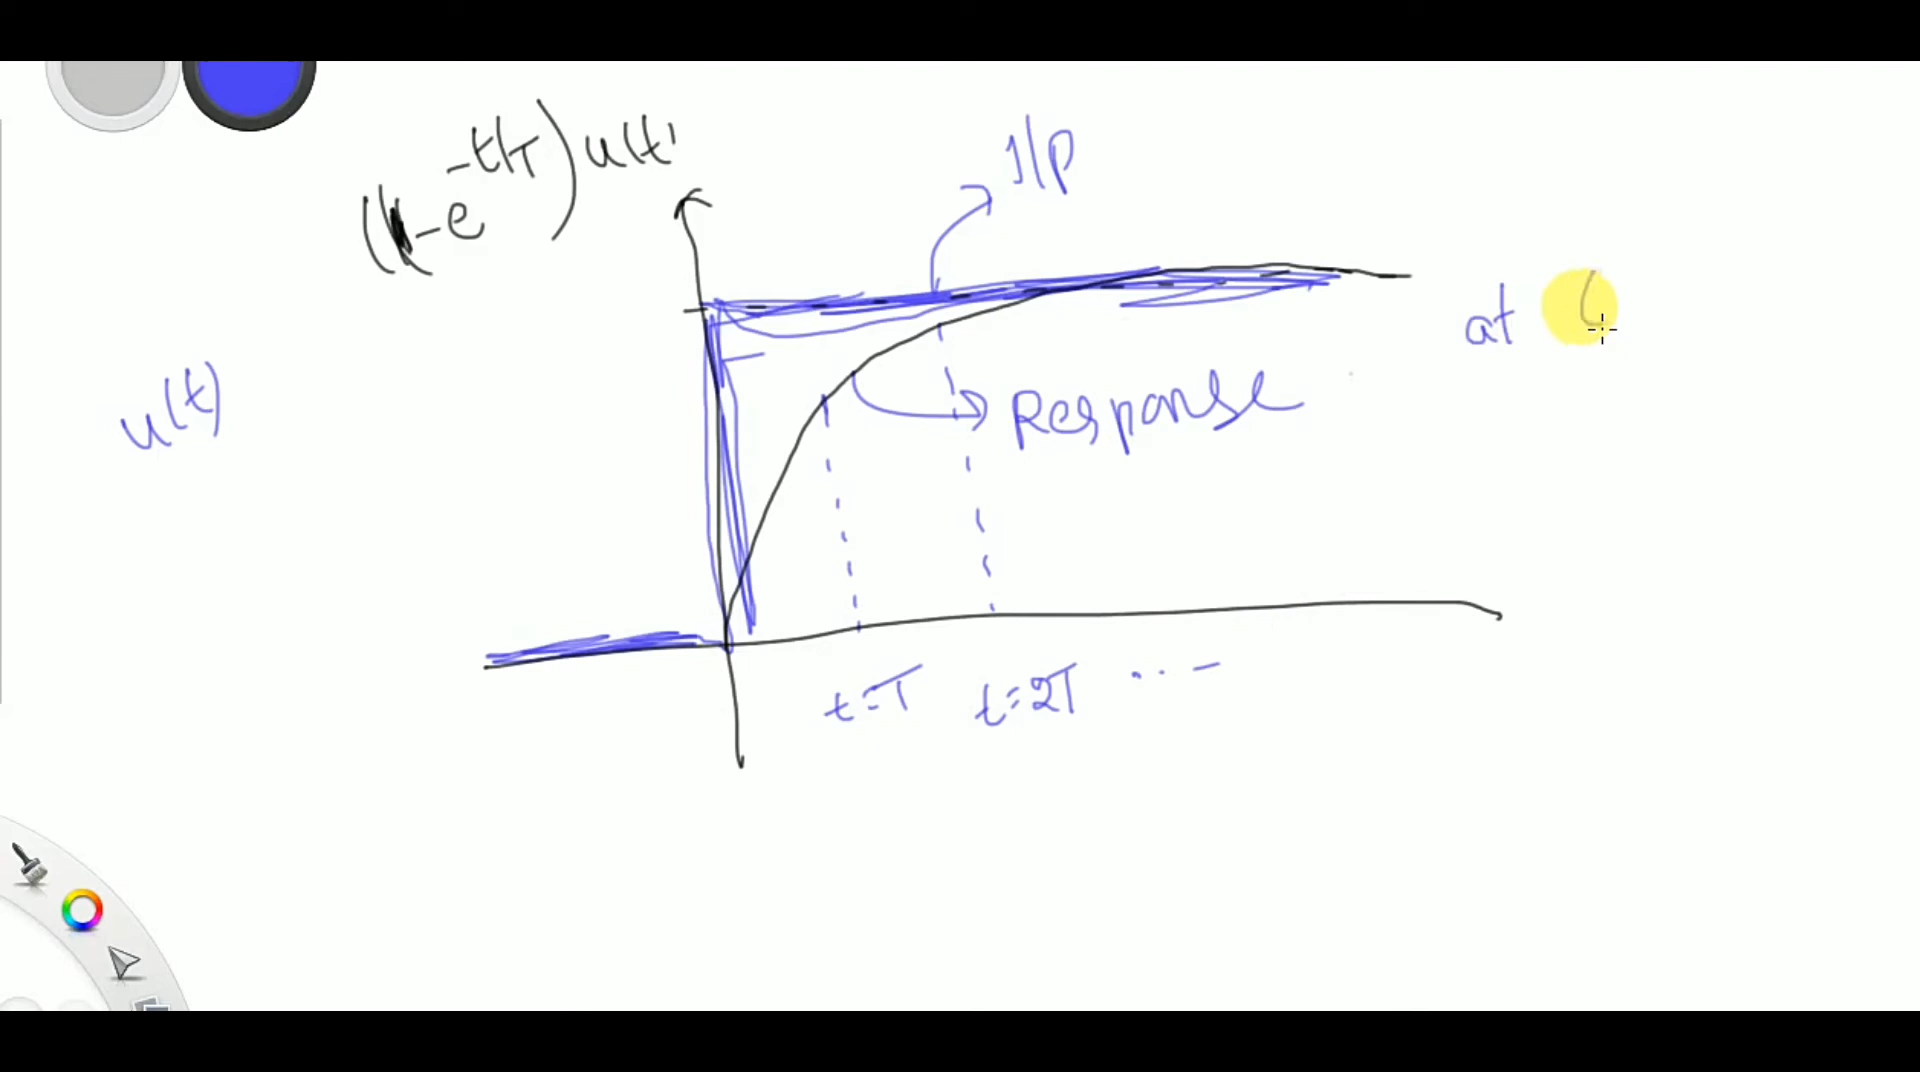 (1-e^{-t/T})u(t)
I/p
at
u(t)
Response
t=T t=2T ...-